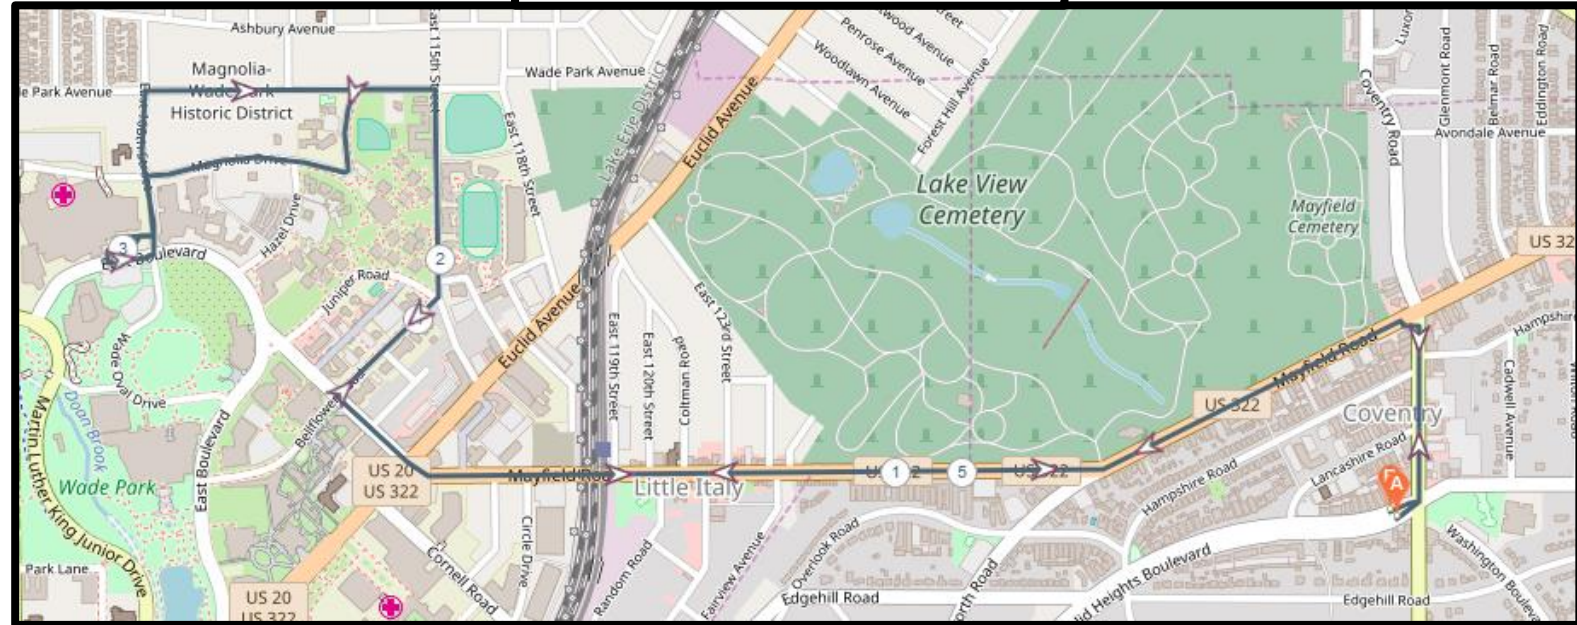 Ashbury Avenue
East 115th Street
Magnolia-
Wade Park
Historic District
Wade Park Avenue
Magnolia Drive
East 118th Street
Hazel Drive
3
East Boulevard
Juniper Road
2
Wade Oval Drive
Doan Brook
Martin Luther King Junior Drive
Wade Park
East Boulevard
Park Lane
US 20
US 322
US 20
US 322
Euclid Avenue
Euclid Avenue
Lake Erie District
Mayfield Road
East 119th Street
East 120th Street
Coltman Road
East 123rd Street
Little Italy
Cornell Road
Circle Drive
Random Road
Fairview Avenue
Overlook Road
Edgehill Road
Penrose Avenue
Woodlawn Avenue
Forest Hill Avenue
Lake View
Cemetery
Mayfield
Cemetery
1
5
US 322
Mayfield Road
Coventry
Lancashire Road
Hampshire Road
A
Edgehill Road
Coventry Road
Glenmont Road
Belmar Road
Eddington Road
Avondale Avenue
US 32
Hampshire
Cadwell Avenue
Washington Boulev